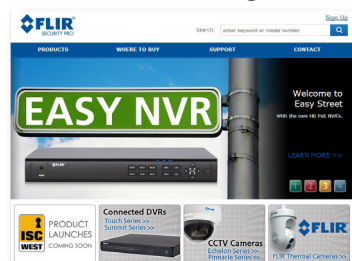 FLIR
SECURITY PRO
Sign Up
Search: enter keyword or model number
PRODUCTS WHERE TO BUY SUPPORT CONTACT
EASY NVR
Welcome to
Easy Street
With the new HD PoE NVR's.
LEARN MORE >>
1 2 3 4
ISC
WEST
PRODUCT
LAUNCHES
COMING SOON
Connected DVRs
Touch Series >>
Summit Series >>
CCTV Cameras
Echelon Series >>
Pinnacle Series >>
FLIR
FLIR Thermal Cameras >>